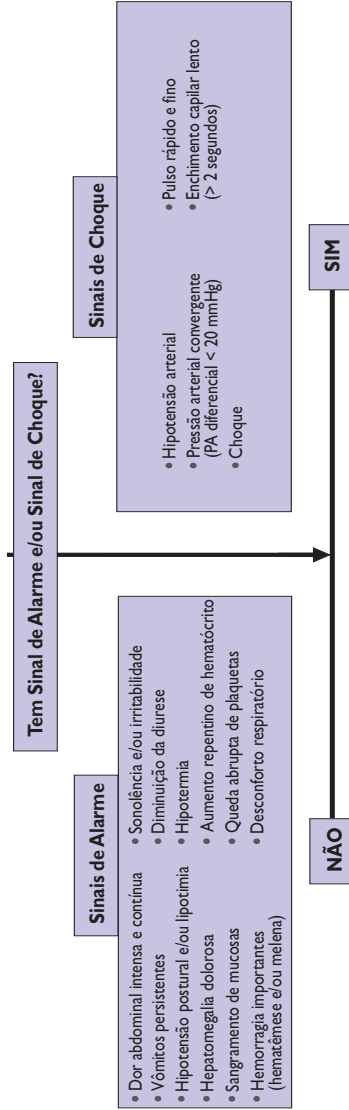 Tem Sinal de Alarme e/ou Sinal de Choque?
Sinais de Alarme
• Dor abdominal intensa e contínua
• Vômitos persistentes
• Hipotensão postural e/ou lipotimia
• Hepatomegalia dolorosa
• Sangramento de mucosas
• Hemorragia importantes
(hematêmese e/ou melena)
• Sonolência e/ou irritabilidade
• Diminuição da diurese
• Hipotermia
• Aumento repentino de hematócrito
• Queda abrupta de plaquetas
• Desconforto respiratório
Sinais de Choque
• Hipotensão arterial
• Pressão arterial convergente
(PA diferencial < 20 mmHg)
• Choque
• Pulso rápido e fino
• Enchimento capilar lento
(> 2 segundos)
NÃO
SIM